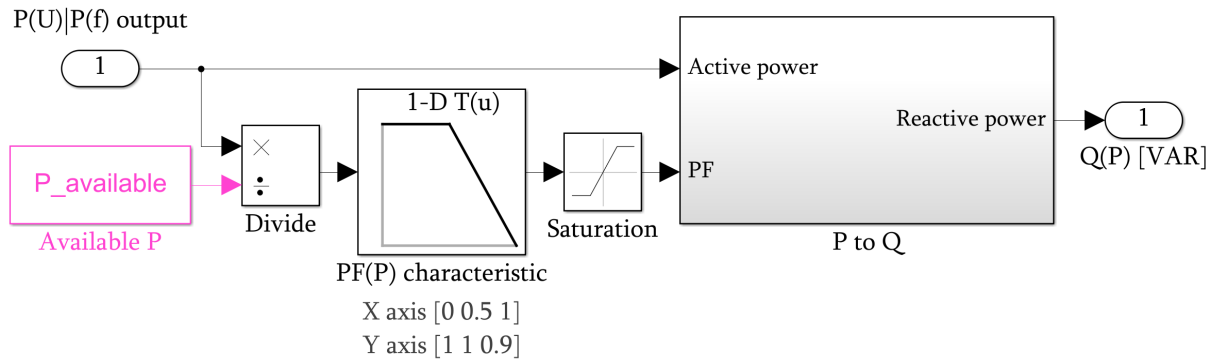 P(U)|P(f) output
1
P_available
Available P
×
÷
Divide
1-D T(u)
PF(P) characteristic
X axis [0 0.5 1]
Y axis [1 1 0.9]
Saturation
Active power
PF
Reactive power
P to Q
1
Q(P) [VAR]